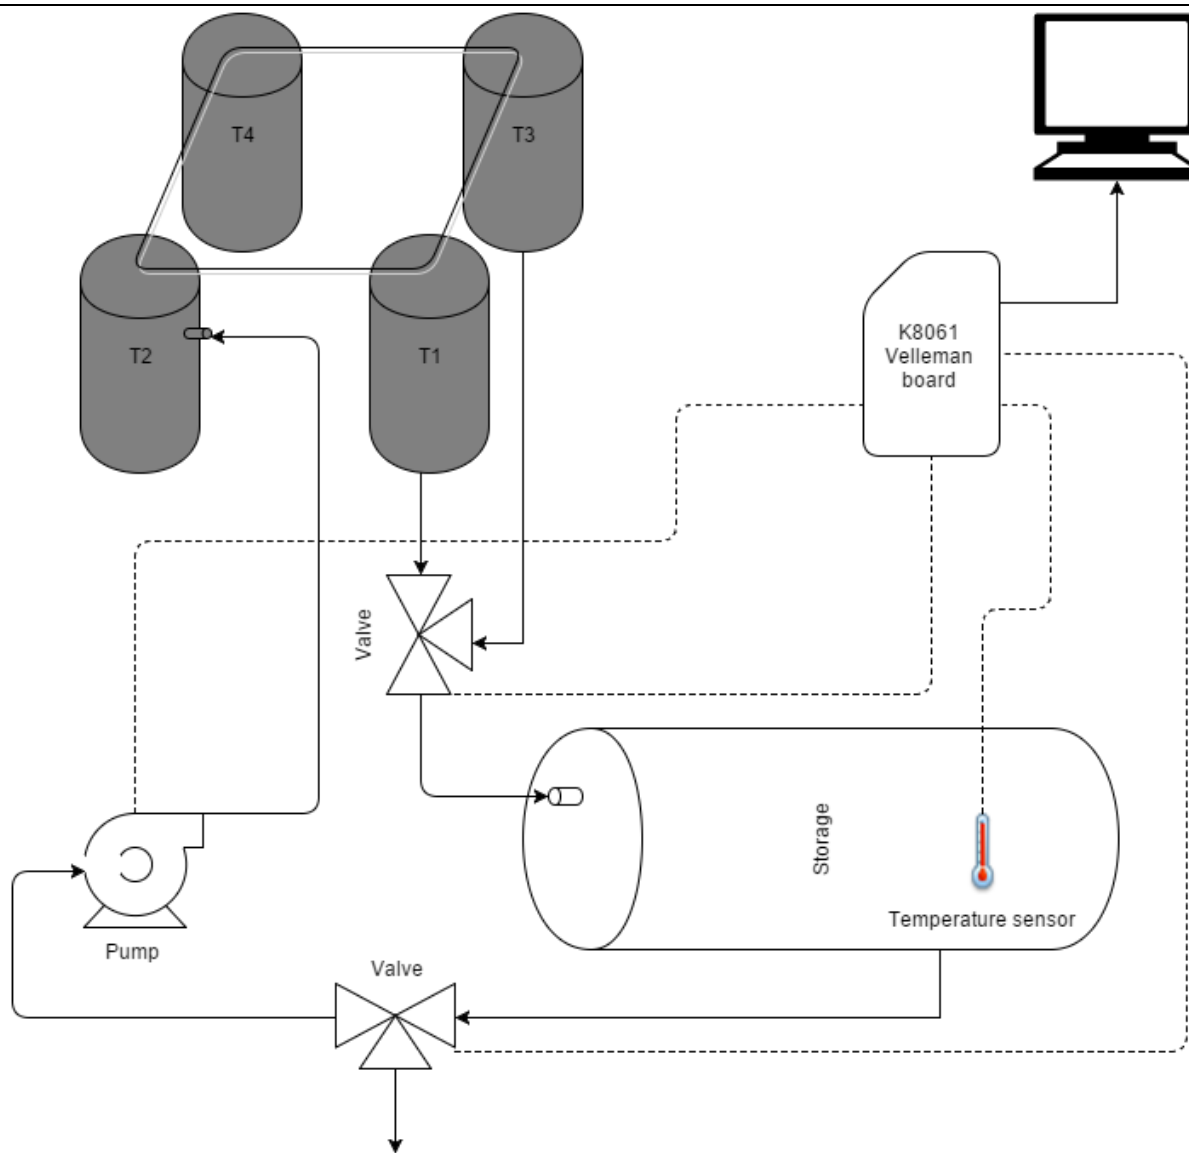 T4
T3
K8061
Velleman
board
T2
T1
Valve
Storage
Temperature sensor
Pump
Valve